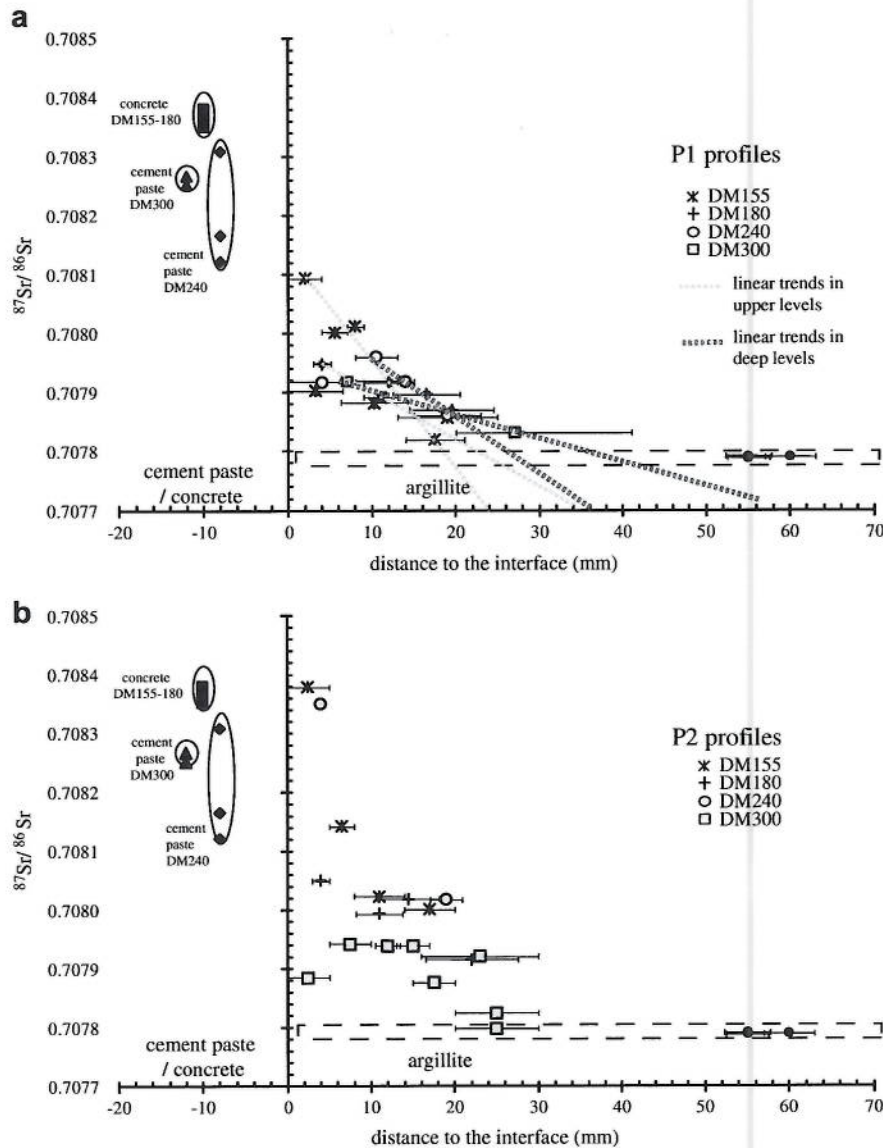 a
0.7085
0.7084
0.7083
0.7082
0.7081
0.7080
0.7079
0.7078
0.7077
87Sr/ 86Sr
concrete
DM155-180
cement
paste
DM300
cement
paste
DM240
P1 profiles
DM155
DM180
DM240
DM300
linear trends in
upper levels
linear trends in
deep levels
cement paste
/ concrete
argillite
-20 -10 0 10 20 30 40 50 60 70
distance to the interface (mm)
b
0.7085
0.7084
0.7083
0.7082
0.7081
0.7080
0.7079
0.7078
0.7077
87Sr/ 86Sr
concrete
DM155-180
cement
paste
DM300
cement
paste
DM240
P2 profiles
DM155
DM180
DM240
DM300
cement paste
/ concrete
argillite
-20 -10 0 10 20 30 40 50 60 70
distance to the interface (mm)